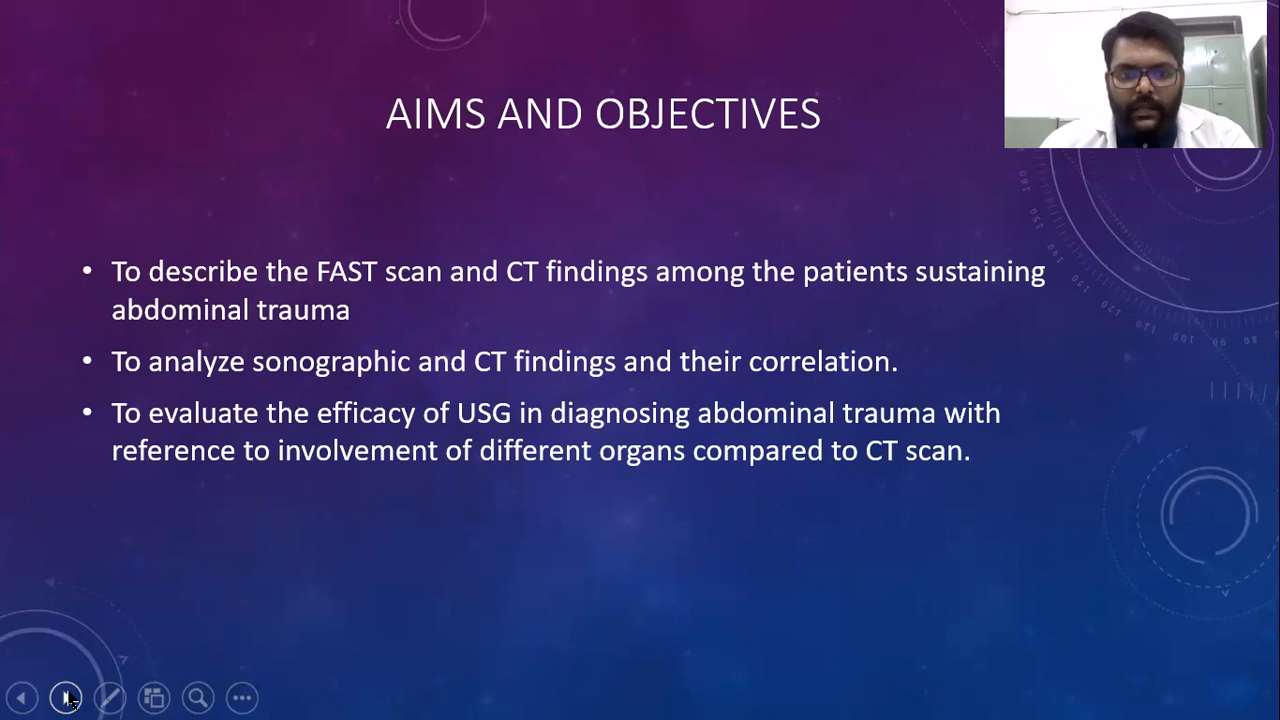 AIMS AND OBJECTIVES
• To describe the FAST scan and CT findings among the patients sustaining
abdominal trauma
• To analyze sonographic and CT findings and their correlation.
• To evaluate the efficacy of USG in diagnosing abdominal trauma with
reference to involvement of different organs compared to CT scan.